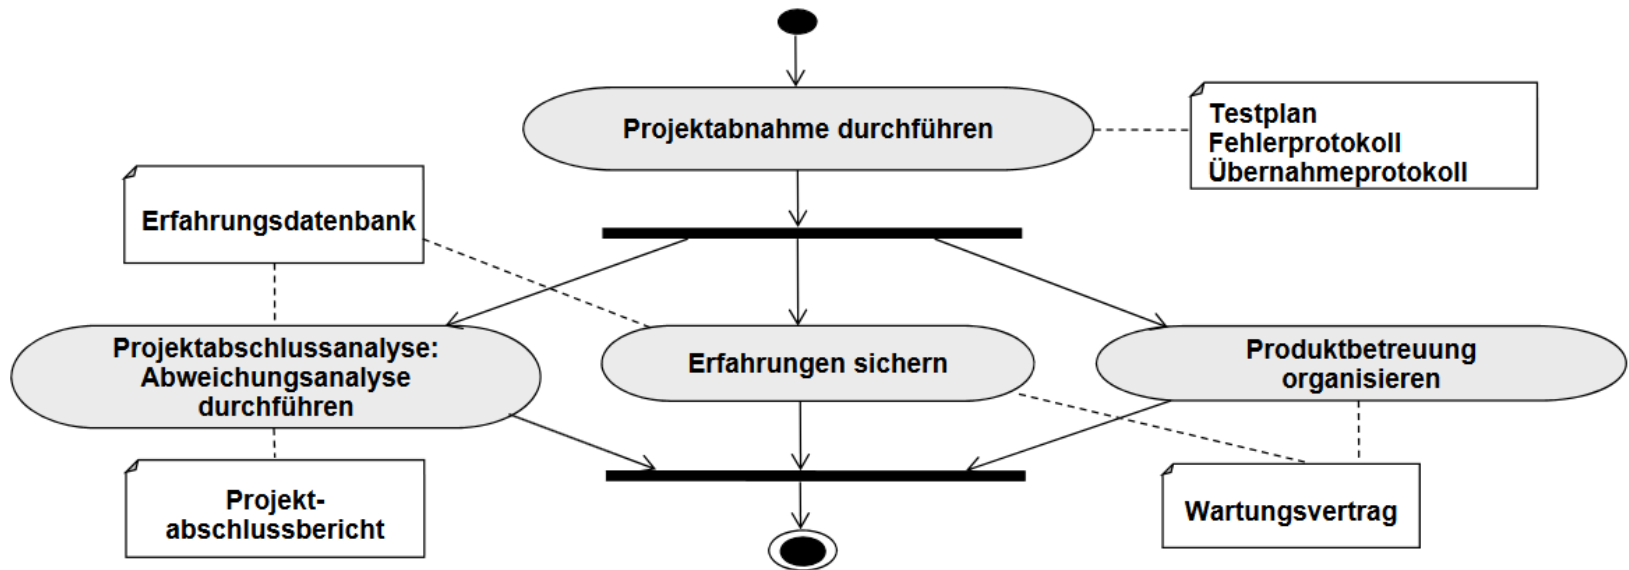 Projektabnahme durchführen
Testplan
Fehlerprotokoll
Übernahmeprotokoll
Erfahrungsdatenbank
Projektabschlussanalyse:
Abweichungsanalyse
durchführen
Erfahrungen sichern
Produktbetreuung
organisieren
Projekt-
abschlussbericht
Wartungsvertrag